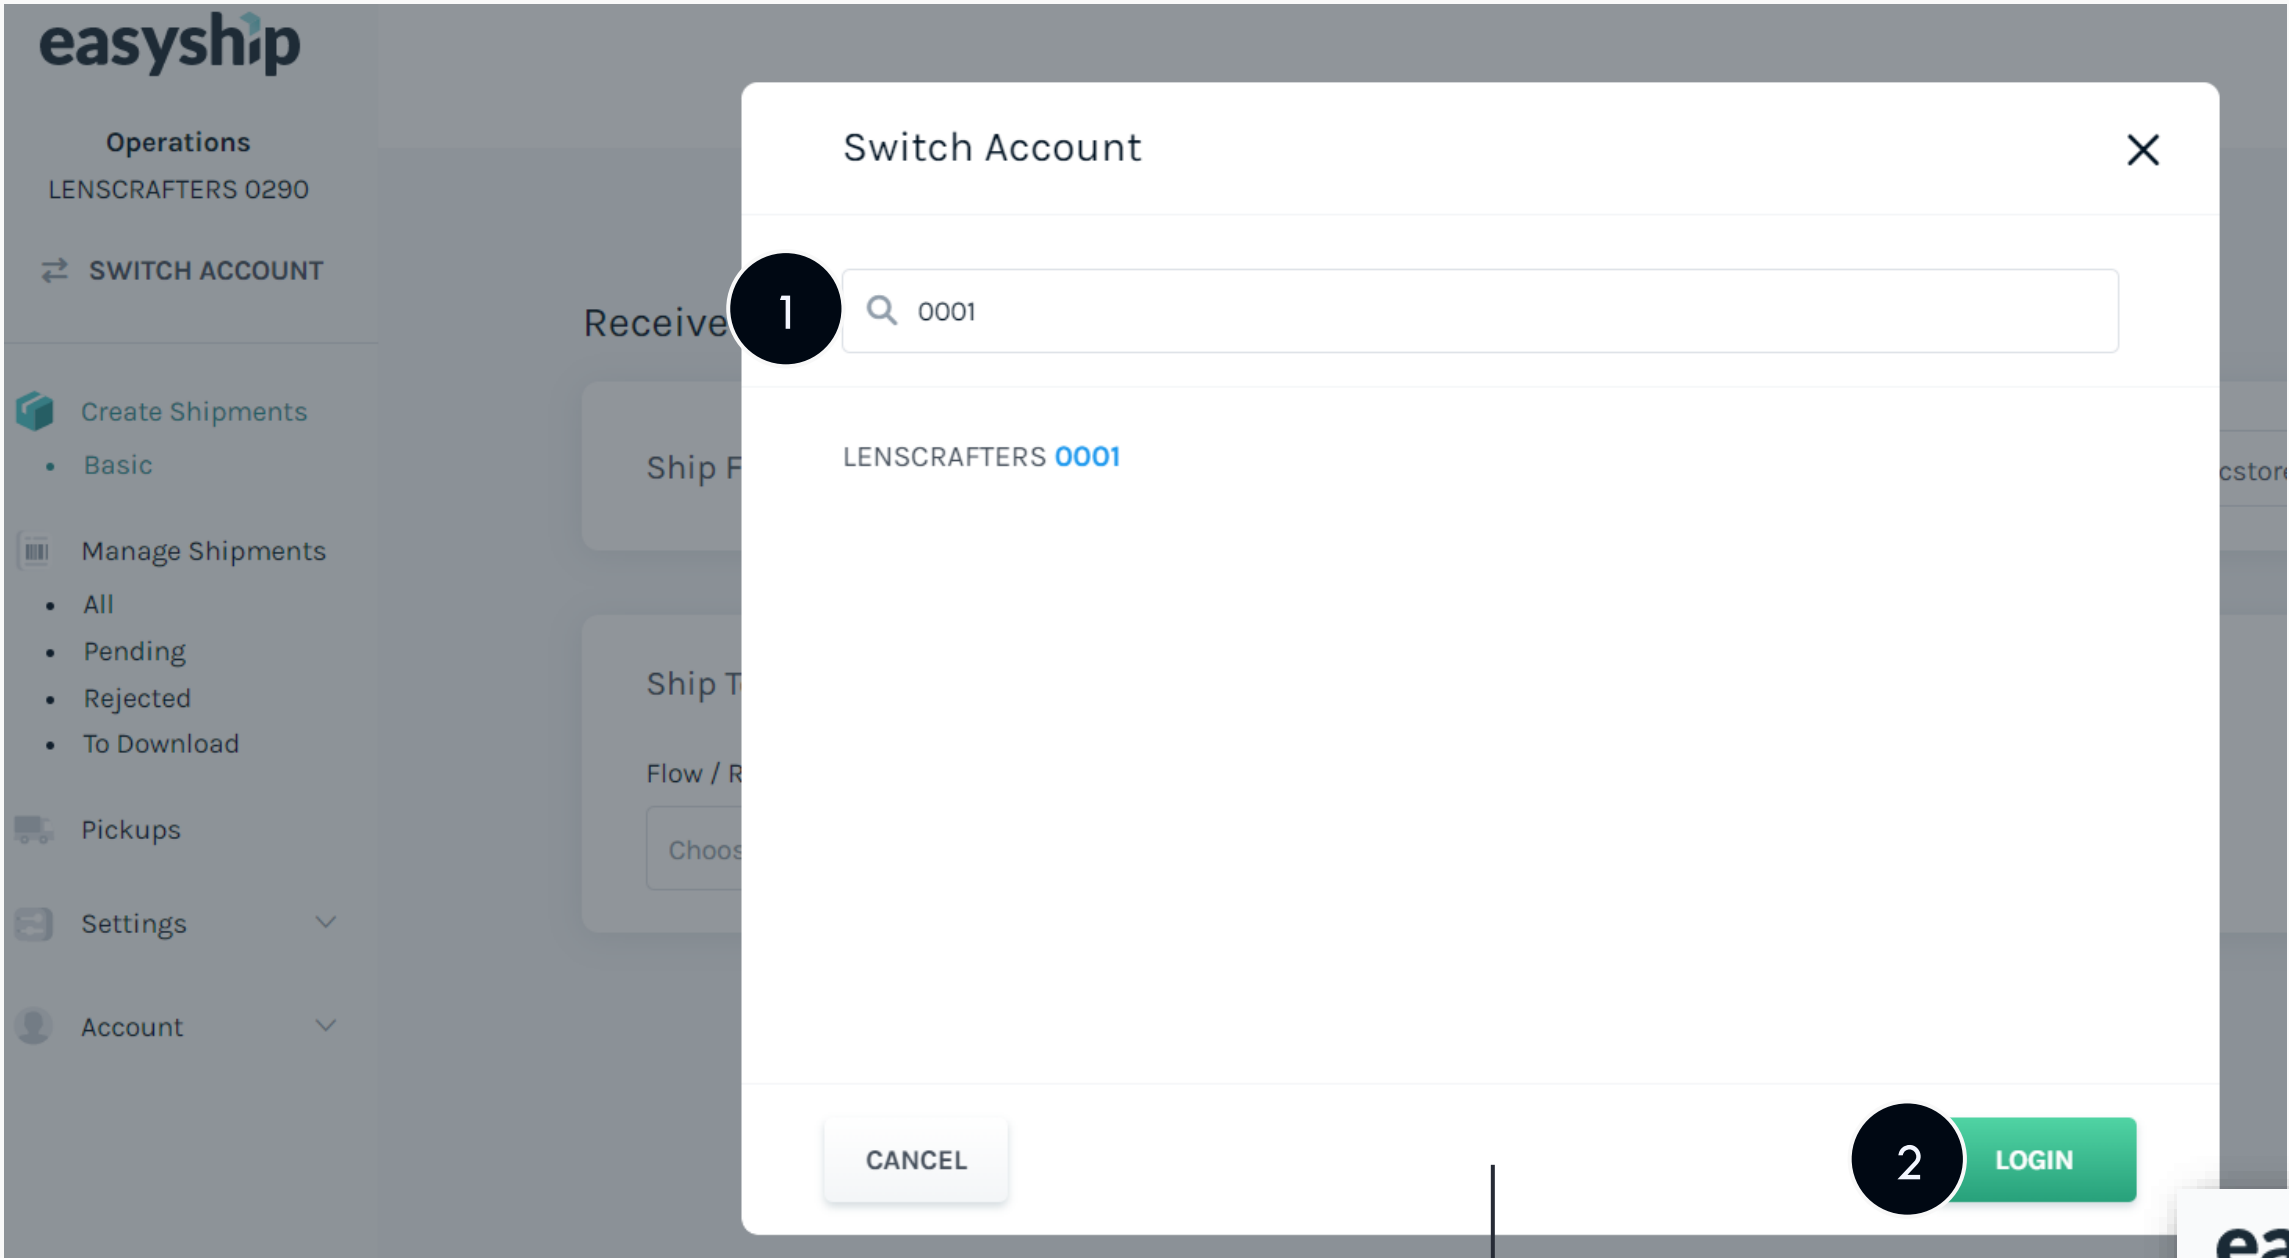 easyship
Operations
LENSCRAFTERS 0290
SWITCH ACCOUNT
Create Shipments
Basic
Manage Shipments
All
Pending
Rejected
To Download
Pickups
Settings
Account
Receive
Ship F
Ship T
Flow / R
Choos
Switch Account
1
0001
LENSCRAFTERS 0001
CANCEL
2
LOGIN
cstore
ea